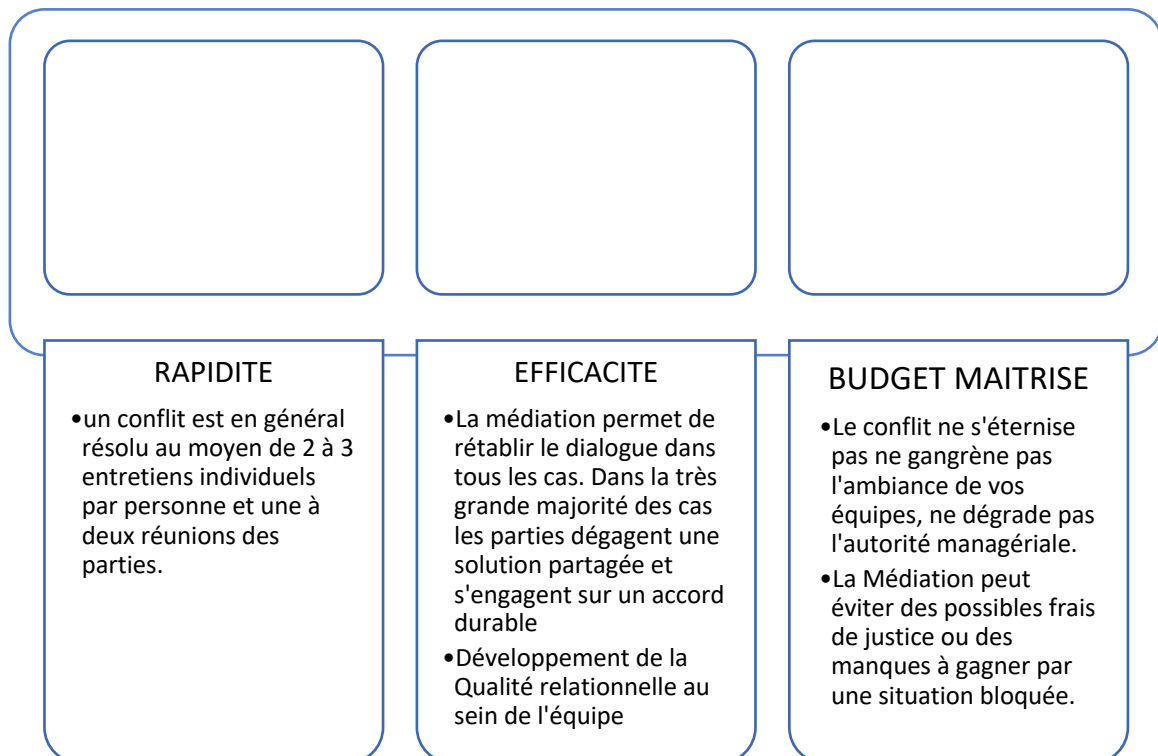 RAPIDITE
•un conflit est en général
résolu au moyen de 2 à 3
entretiens individuels
par personne et une à
deux réunions des
parties.
EFFICACITE
•La médiation permet de
rétablir le dialogue dans
tous les cas. Dans la très
grande majorité des cas
les parties dégagent une
solution partagée et
s'engagent sur un accord
durable
•Développement de la
Qualité relationnelle au
sein de l'équipe
BUDGET MAITRISE
•Le conflit ne s'éternise
pas ne gangrène pas
l'ambiance de vos
équipes, ne dégrade pas
l'autorité managériale.
•La Médiation peut
éviter des possibles frais
de justice ou des
manques à gagner par
une situation bloquée.